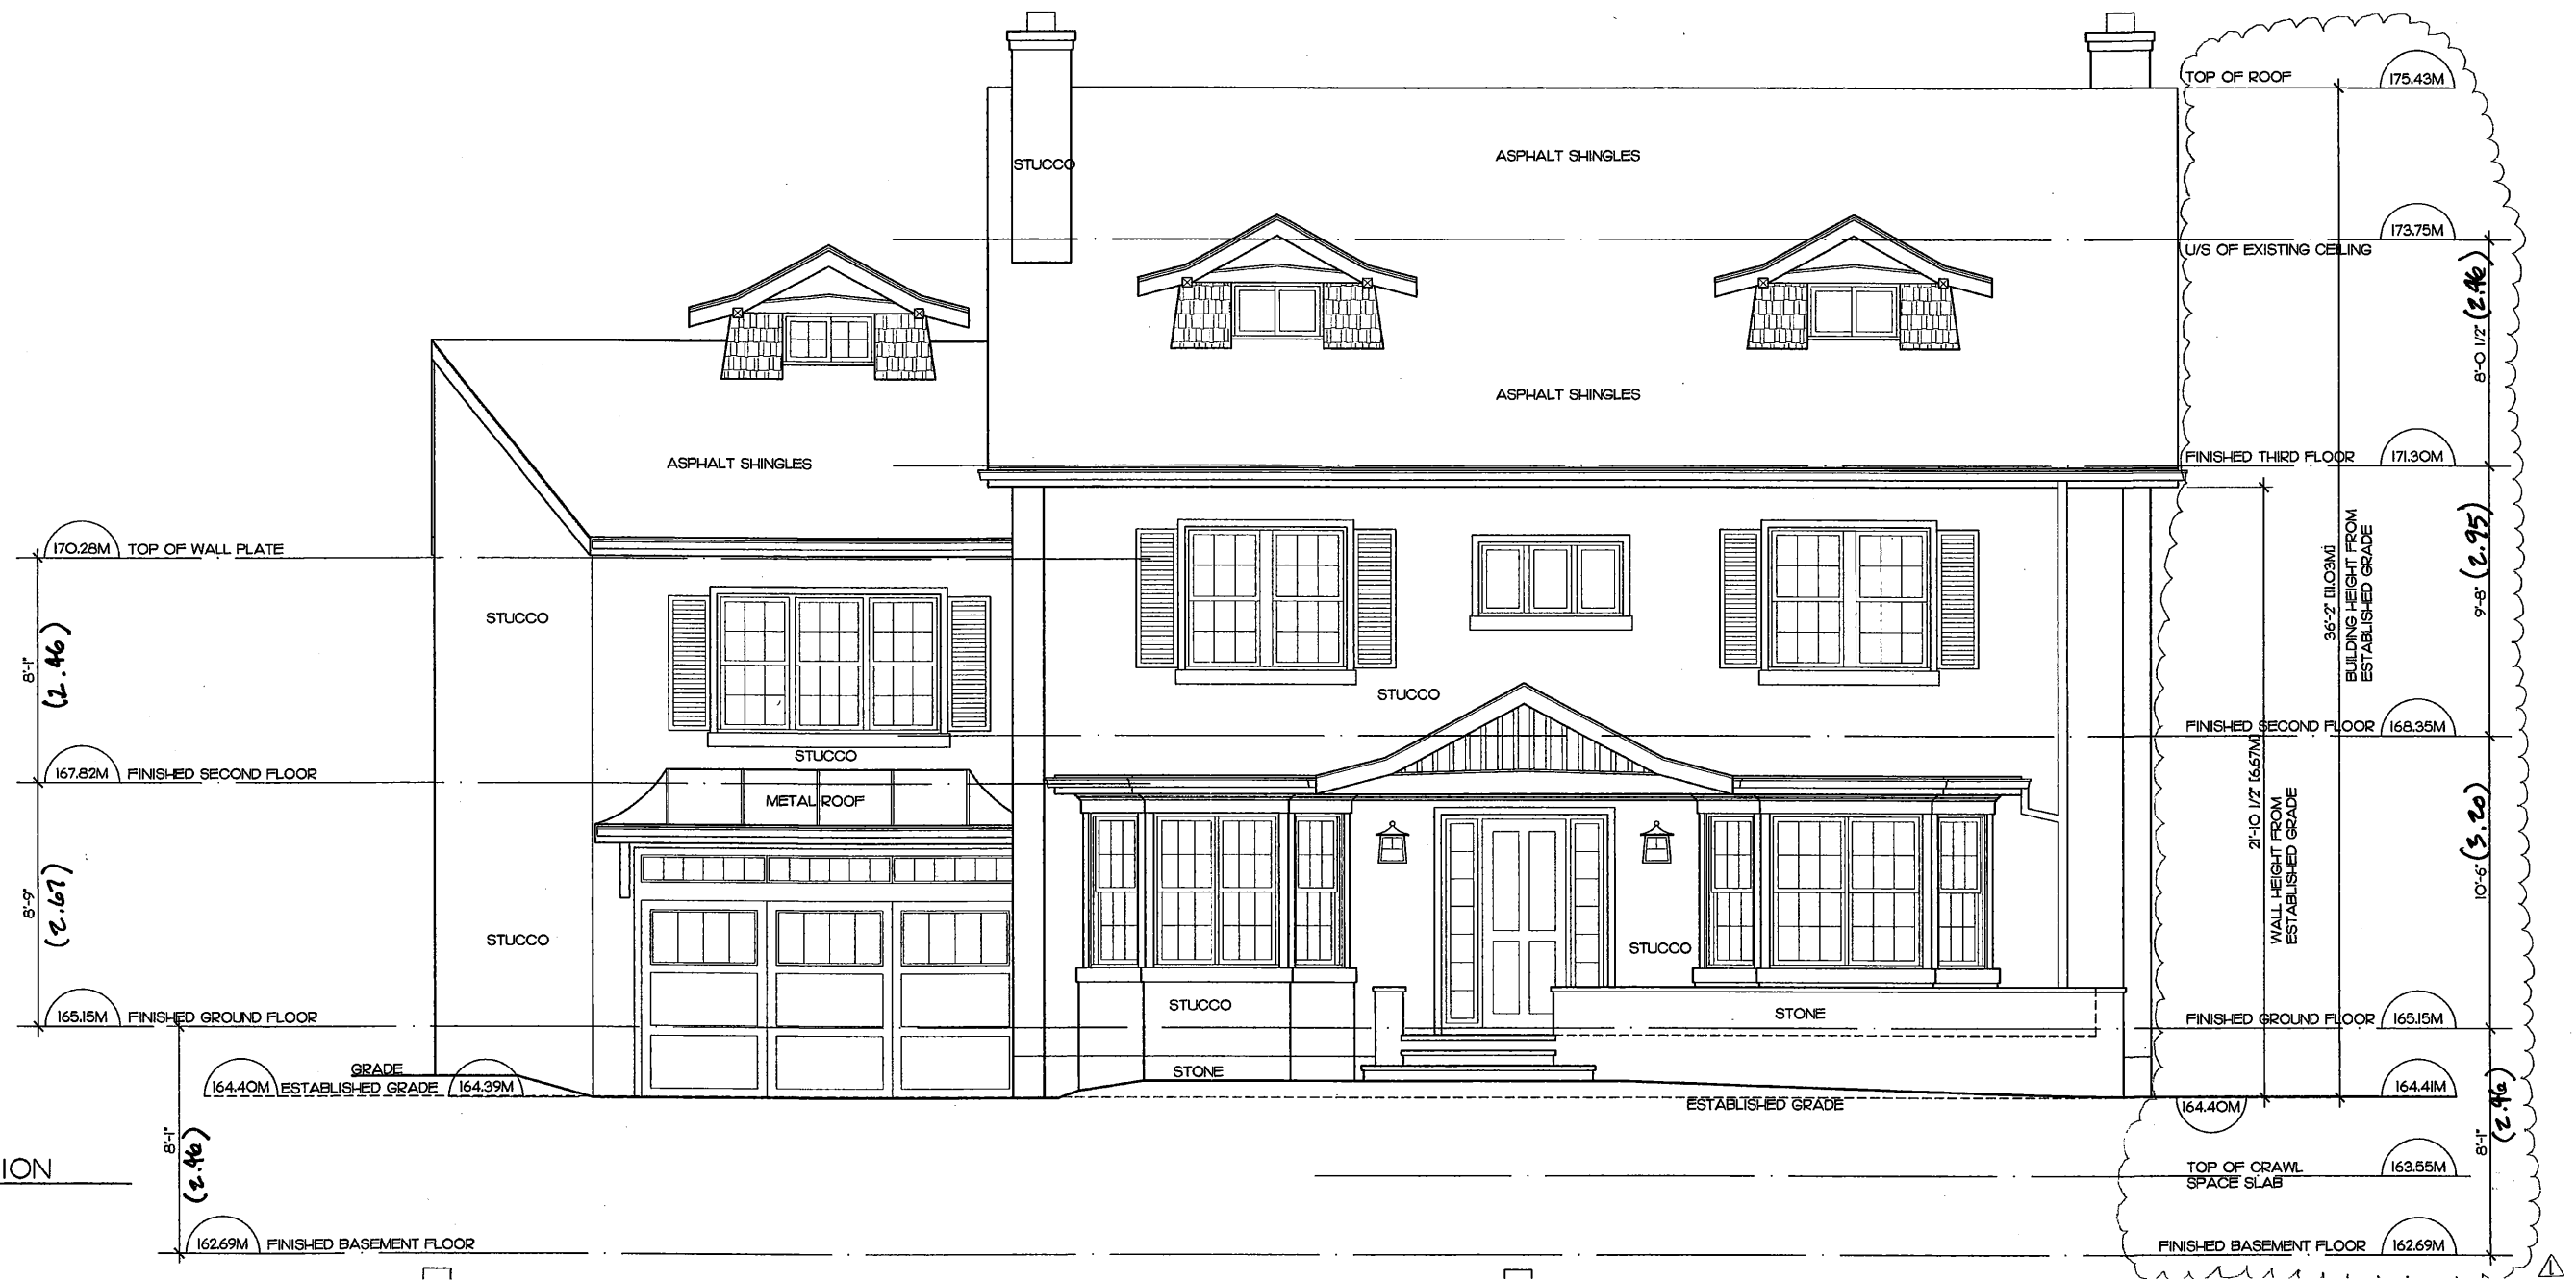 TOP OF ROOF
175.43M
STUCCO
ASPHALT SHINGLES
173.75M
U/S OF EXISTING CEILING
8'-0 1/2" (2.46)
ASPHALT SHINGLES
ASPHALT SHINGLES
FINISHED THIRD FLOOR
171.30M
170.28M
TOP OF WALL PLATE
36'-2" [11.03M]
BUILDING HEIGHT FROM
ESTABLISHED GRADE
9'-8" (2.95)
STUCCO
8'-1"
(2.46)
STUCCO
FINISHED SECOND FLOOR
168.35M
STUCCO
167.82M
FINISHED SECOND FLOOR
METAL ROOF
21'-10 1/2" [6.67M]
WALL HEIGHT FROM
ESTABLISHED GRADE
10'-6" (3.20)
8'-9"
(2.67)
STUCCO
STUCCO
STUCCO
STONE
165.15M
FINISHED GROUND FLOOR
FINISHED GROUND FLOOR
165.15M
GRADE
STONE
164.40M
ESTABLISHED GRADE
164.39M
164.41M
ESTABLISHED GRADE
164.40M
8'-1"
(2.46)
8'-1"
(2.46)
ION
TOP OF CRAWL
SPACE SLAB
163.55M
162.69M
FINISHED BASEMENT FLOOR
FINISHED BASEMENT FLOOR
162.69M
1